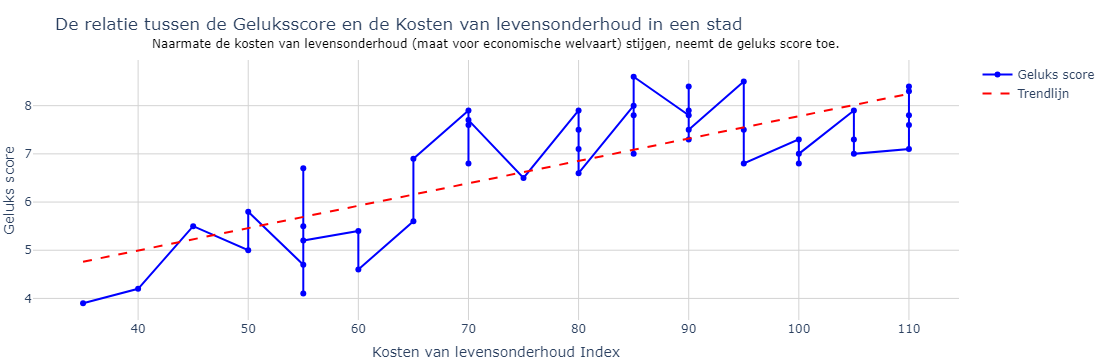 De relatie tussen de Geluksscore en de Kosten van levensonderhoud in een stad
Naarmate de kosten van levensonderhoud (maat voor economische welvaart) stijgen, neemt de geluks score toe.
Geluks score
Trendlijn
8
7
6
5
4
Geluks score
40 50 60 70 80 90 100 110
Kosten van levensonderhoud Index